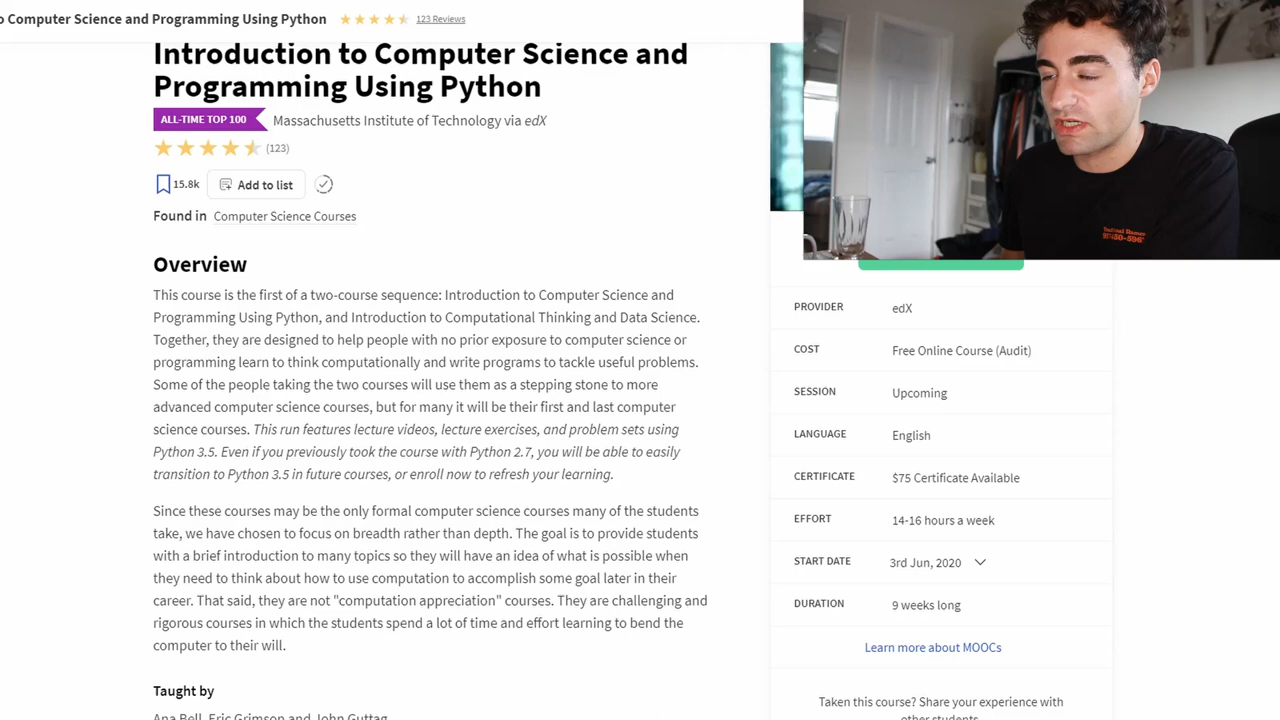 o Computer Science and Programming Using Python 123 Reviews
Introduction to Computer Science and
Programming Using Python
ALL-TIME TOP 100 Massachusetts Institute of Technology via edX
(123)
15.8k Add to list
Found in Computer Science Courses
Overview
This course is the first of a two-course sequence: Introduction to Computer Science and
Programming Using Python, and Introduction to Computational Thinking and Data Science.
Together, they are designed to help people with no prior exposure to computer science or
programming learn to think computationally and write programs to tackle useful problems.
Some of the people taking the two courses will use them as a stepping stone to more
advanced computer science courses, but for many it will be their first and last computer
science courses. This run features lecture videos, lecture exercises, and problem sets using
Python 3.5. Even if you previously took the course with Python 2.7, you will be able to easily
transition to Python 3.5 in future courses, or enroll now to refresh your learning.
Since these courses may be the only formal computer science courses many of the students
take, we have chosen to focus on breadth rather than depth. The goal is to provide students
with a brief introduction to many topics so they will have an idea of what is possible when
they need to think about how to use computation to accomplish some goal later in their
career. That said, they are not "computation appreciation" courses. They are challenging and
rigorous courses in which the students spend a lot of time and effort learning to bend the
computer to their will.
Taught by
Ana Bell, Eric Grimson and John Guttag
PROVIDER edX
COST Free Online Course (Audit)
SESSION Upcoming
LANGUAGE English
CERTIFICATE $75 Certificate Available
EFFORT 14-16 hours a week
START DATE 3rd Jun, 2020
DURATION 9 weeks long
Learn more about MOOCs
Taken this course? Share your experience with
other students